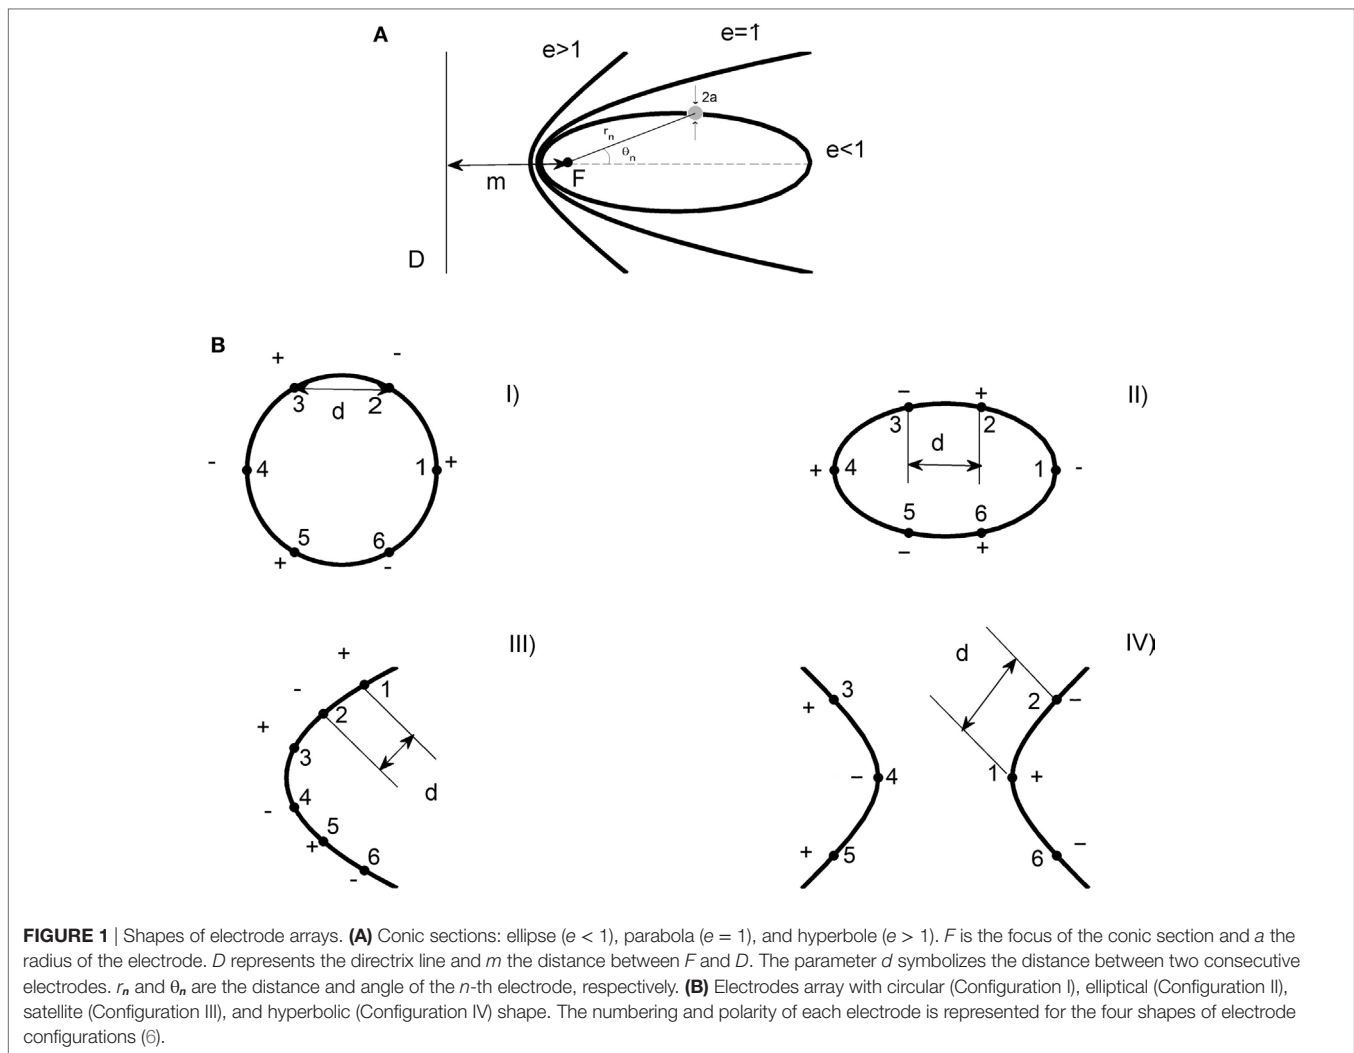 A
e>1
e=1
2a
rn
θn
e<1
m
F
D
B
+
-
3
d
2
I)
-
4
1
+
5
6
+
-
−
+
II)
3
2
d
+
4
1
-
5
6
−
+
III)
+
1
-
2
+
3
4
d
-
5
+
6
-
IV)
d
3
+
2
−
−
4
1
+
+
5
6
−
FIGURE 1 | Shapes of electrode arrays. (A) Conic sections: ellipse (e < 1), parabola (e = 1), and hyperbole (e > 1). F is the focus of the conic section and a the
radius of the electrode. D represents the directrix line and m the distance between F and D. The parameter d symbolizes the distance between two consecutive
electrodes. rn and θn are the distance and angle of the n-th electrode, respectively. (B) Electrodes array with circular (Configuration I), elliptical (Configuration II),
satellite (Configuration III), and hyperbolic (Configuration IV) shape. The numbering and polarity of each electrode is represented for the four shapes of electrode
configurations (6).